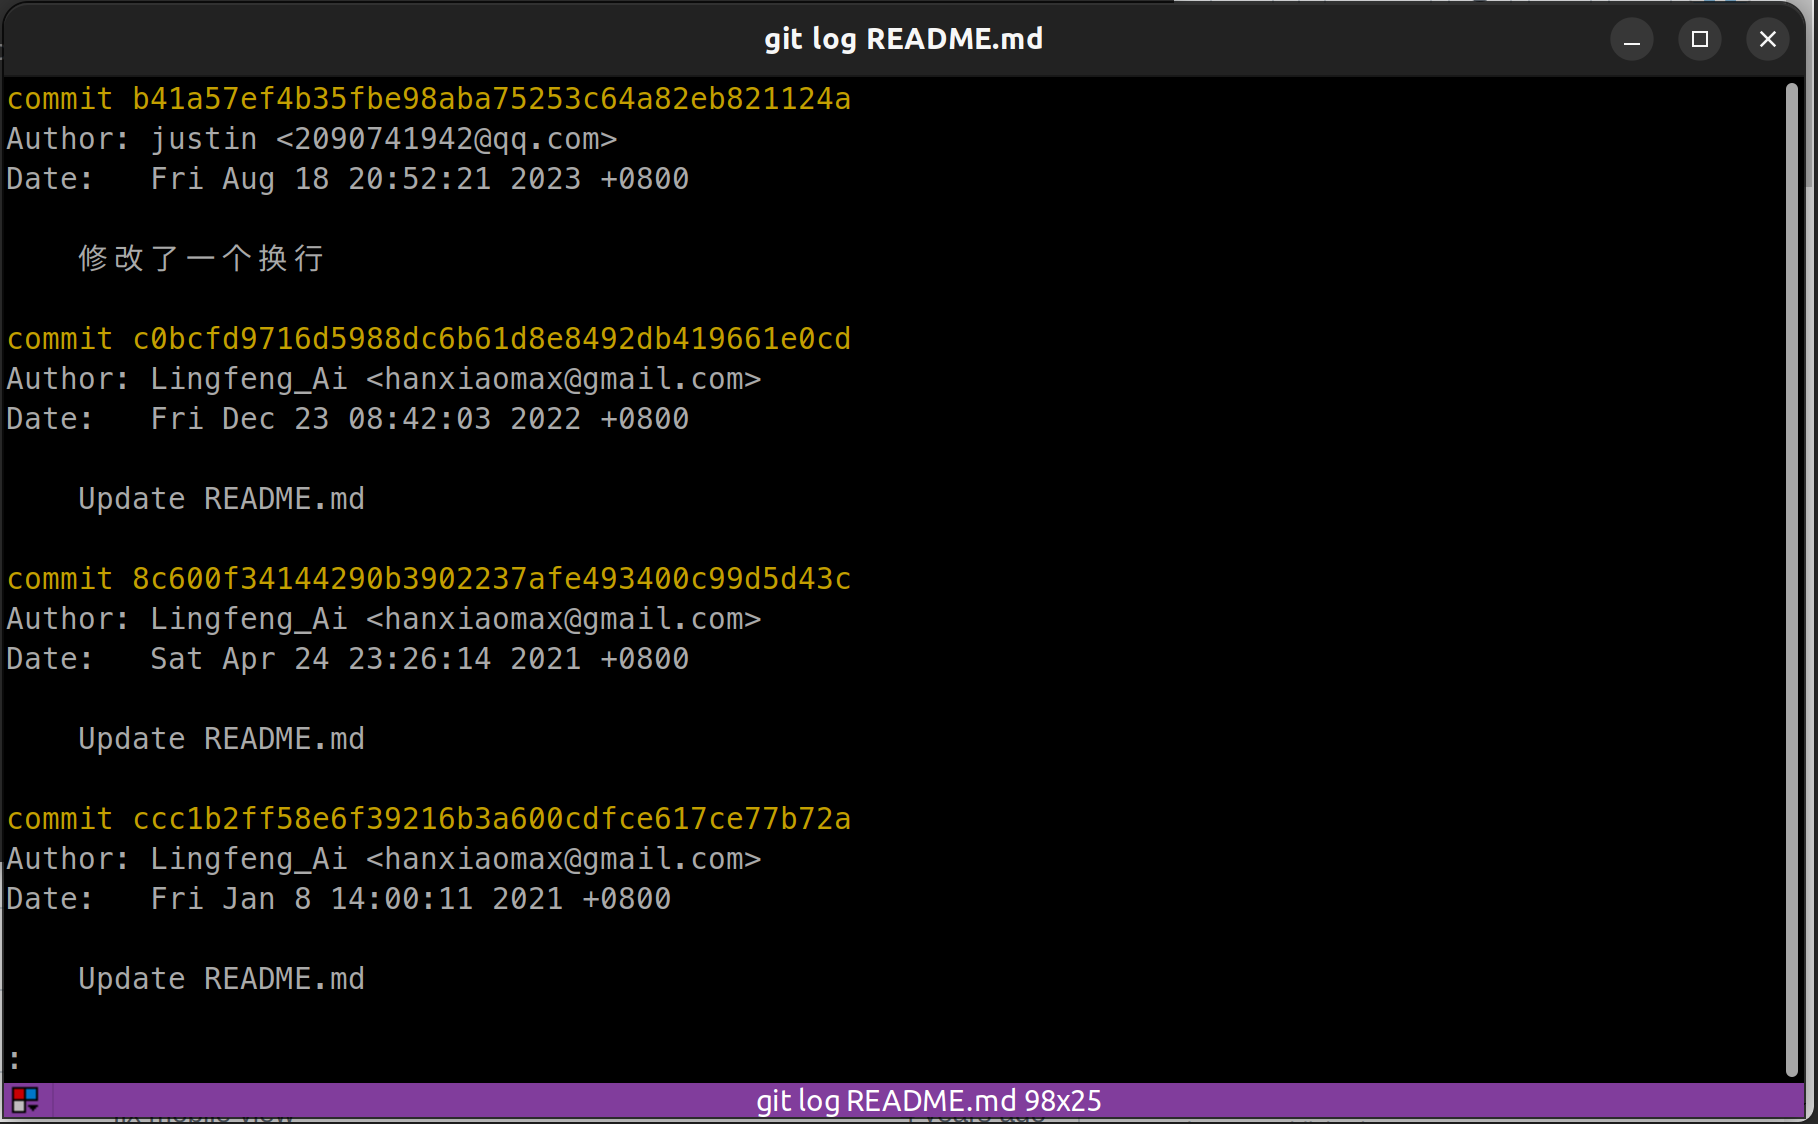 git log README.md
commit b41a57ef4b35fbe98aba75253c64a82eb821124a
Author: justin <2090741942@qq.com>
Date:   Fri Aug 18 20:52:21 2023 +0800
修改了一个换行
commit c0bcfd9716d5988dc6b61d8e8492db419661e0cd
Author: Lingfeng_Ai <hanxiaomax@gmail.com>
Date:   Fri Dec 23 08:42:03 2022 +0800
Update README.md
commit 8c600f34144290b3902237afe493400c99d5d43c
Author: Lingfeng_Ai <hanxiaomax@gmail.com>
Date:   Sat Apr 24 23:26:14 2021 +0800
Update README.md
commit ccc1b2ff58e6f39216b3a600cdfce617ce77b72a
Author: Lingfeng_Ai <hanxiaomax@gmail.com>
Date:   Fri Jan 8 14:00:11 2021 +0800
Update README.md
:
git log README.md 98x25